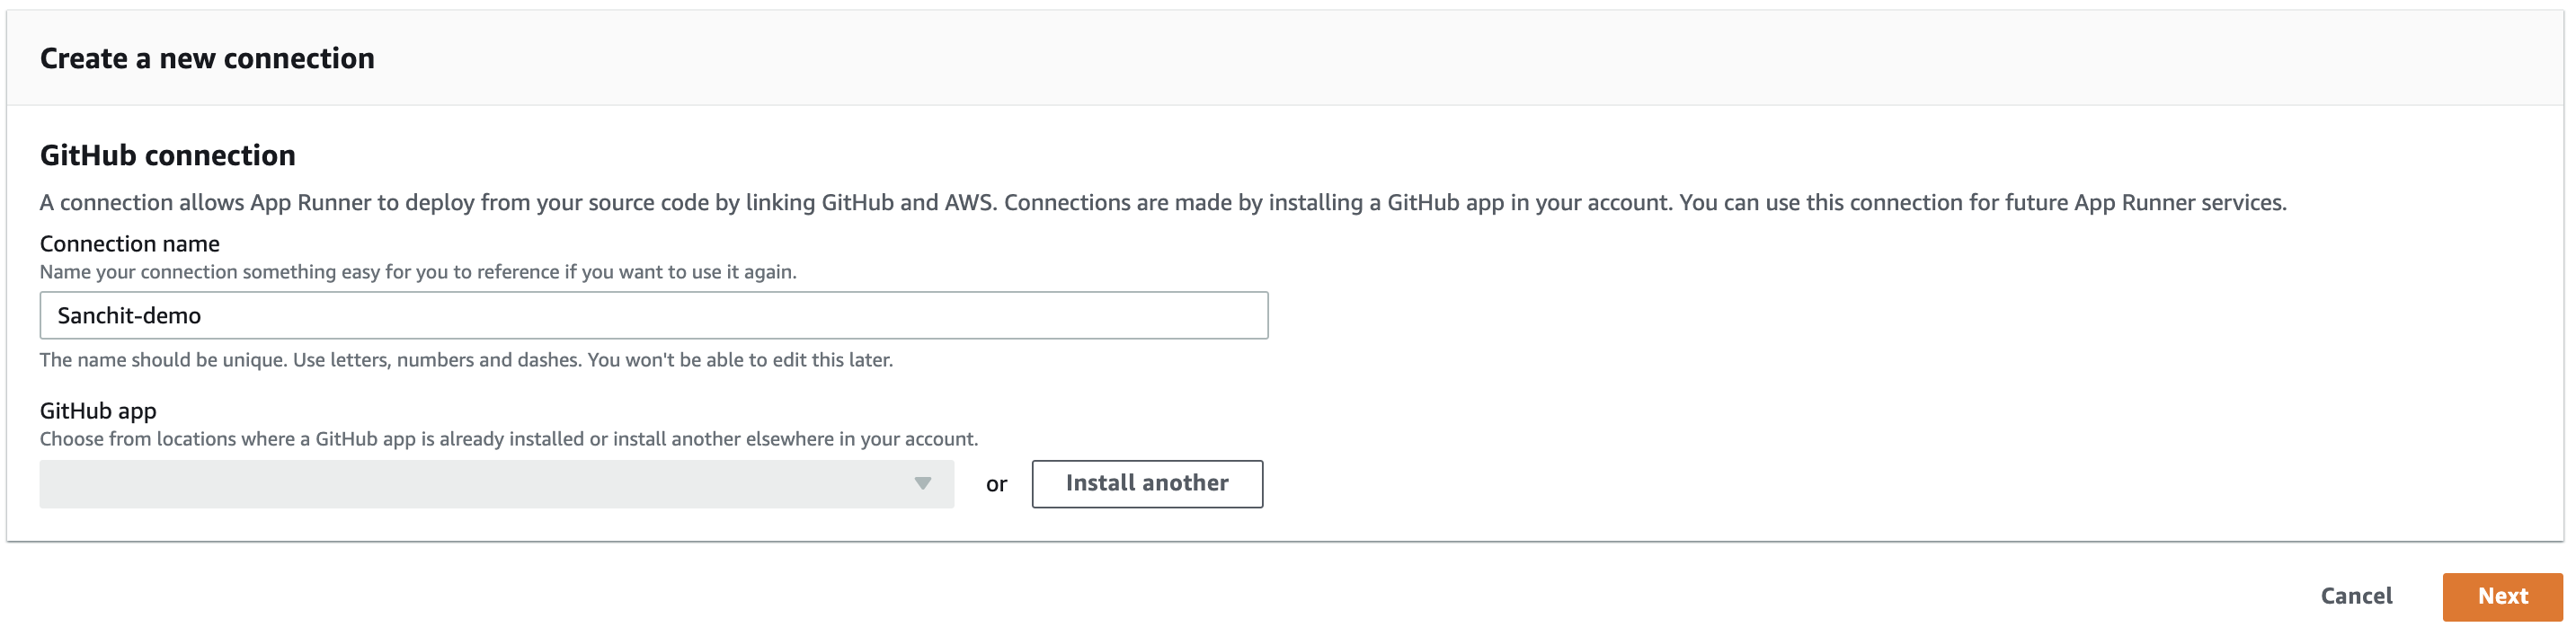 Create a new connection
GitHub connection
A connection allows App Runner to deploy from your source code by linking GitHub and AWS. Connections are made by installing a GitHub app in your account. You can use this connection for future App Runner services.
Connection name
Name your connection something easy for you to reference if you want to use it again.
Sanchit-demo
The name should be unique. Use letters, numbers and dashes. You won't be able to edit this later.
GitHub app
Choose from locations where a GitHub app is already installed or install another elsewhere in your account.
or Install another
Cancel Next